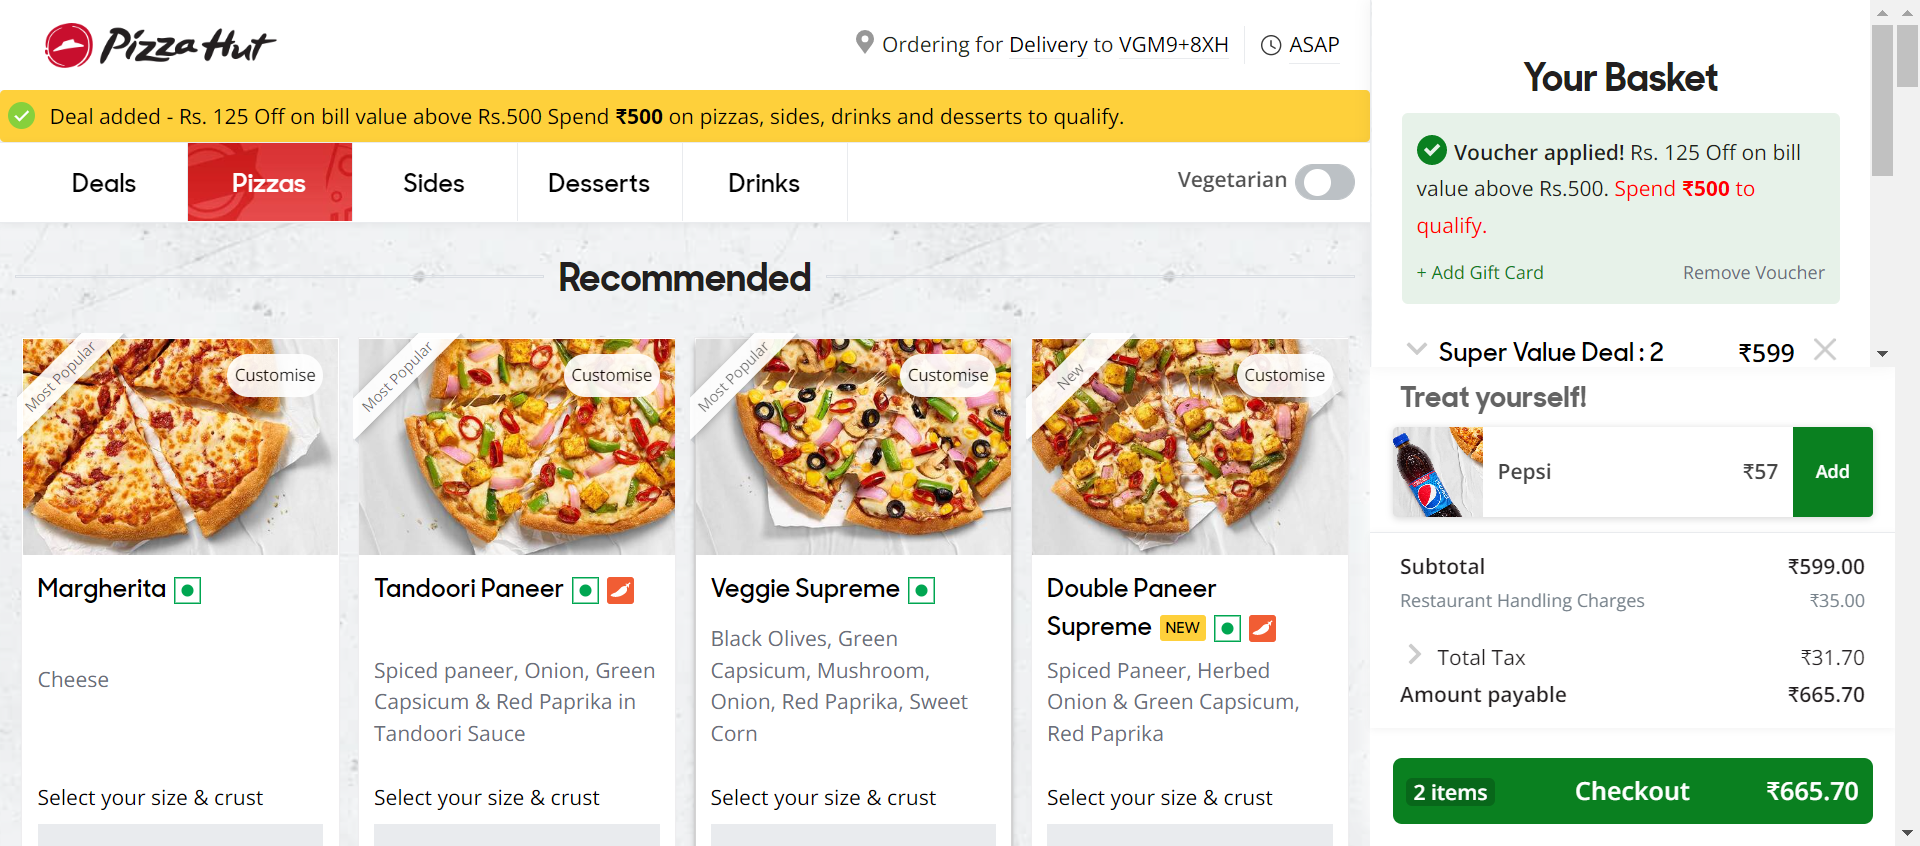 Pizza Hut
Ordering for Delivery to VGM9+8XH
ASAP
Deal added - Rs. 125 Off on bill value above Rs.500 Spend ₹500 on pizzas, sides, drinks and desserts to qualify.
Deals
Pizzas
Sides
Desserts
Drinks
Vegetarian
Recommended
Most Popular
Customise
Margherita
Cheese
Select your size & crust
Most Popular
Customise
Tandoori Paneer
Spiced paneer, Onion, Green
Capsicum & Red Paprika in
Tandoori Sauce
Select your size & crust
Most Popular
Customise
Veggie Supreme
Black Olives, Green
Capsicum, Mushroom,
Onion, Red Paprika, Sweet
Corn
Select your size & crust
New
Customise
Double Paneer
Supreme NEW
Spiced Paneer, Herbed
Onion & Green Capsicum,
Red Paprika
Select your size & crust
Your Basket
Voucher applied! Rs. 125 Off on bill
value above Rs.500. Spend ₹500 to
qualify.
+ Add Gift Card
Remove Voucher
Super Value Deal : 2 ₹599
Treat yourself!
Pepsi ₹57 Add
Subtotal ₹599.00
Restaurant Handling Charges ₹35.00
Total Tax ₹31.70
Amount payable ₹665.70
2 items Checkout ₹665.70